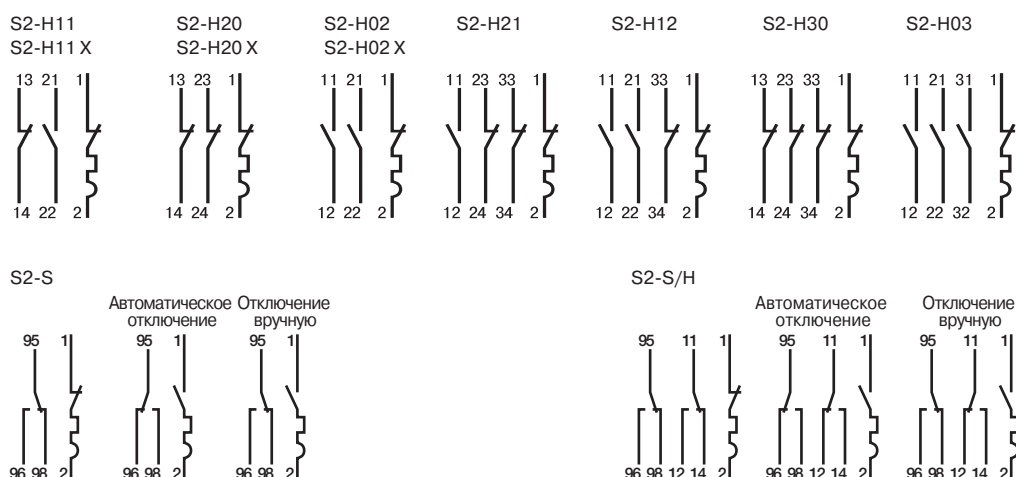 S2-H11 S2-H20 S2-H02 S2-H21 S2-H12 S2-H30 S2-H03
S2-H11 X S2-H20 X S2-H02 X
13 21 1 13 23 1 11 21 1 11 23 33 1 11 21 33 1 13 23 33 1 11 21 31 1
14 22 2 14 24 2 12 22 2 12 24 34 2 12 22 34 2 14 24 34 2 12 22 32 2
S2-S S2-S/H
Автоматическое Отключение Автоматическое Отключение
отключение вручную отключение вручную
95 1 95 1 95 1 95 11 1 95 11 1 95 11 1
96 98 2 96 98 2 96 98 2 96 98 12 14 2 96 98 12 14 2 96 98 12 14 2